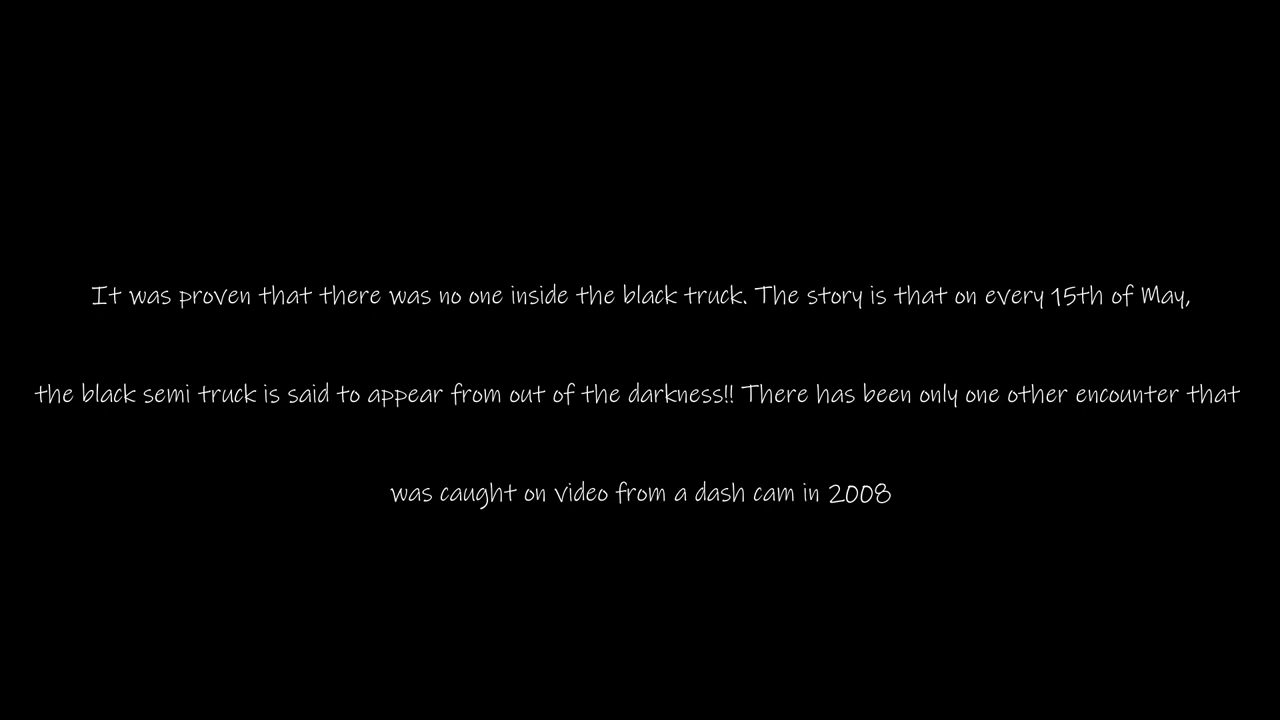 It was proven that there was no one inside the black truck. The story is that on every 15th of May,
the black semi truck is said to appear from out of the darkness!! There has been only one other encounter that
was caught on video from a dash cam in 2008